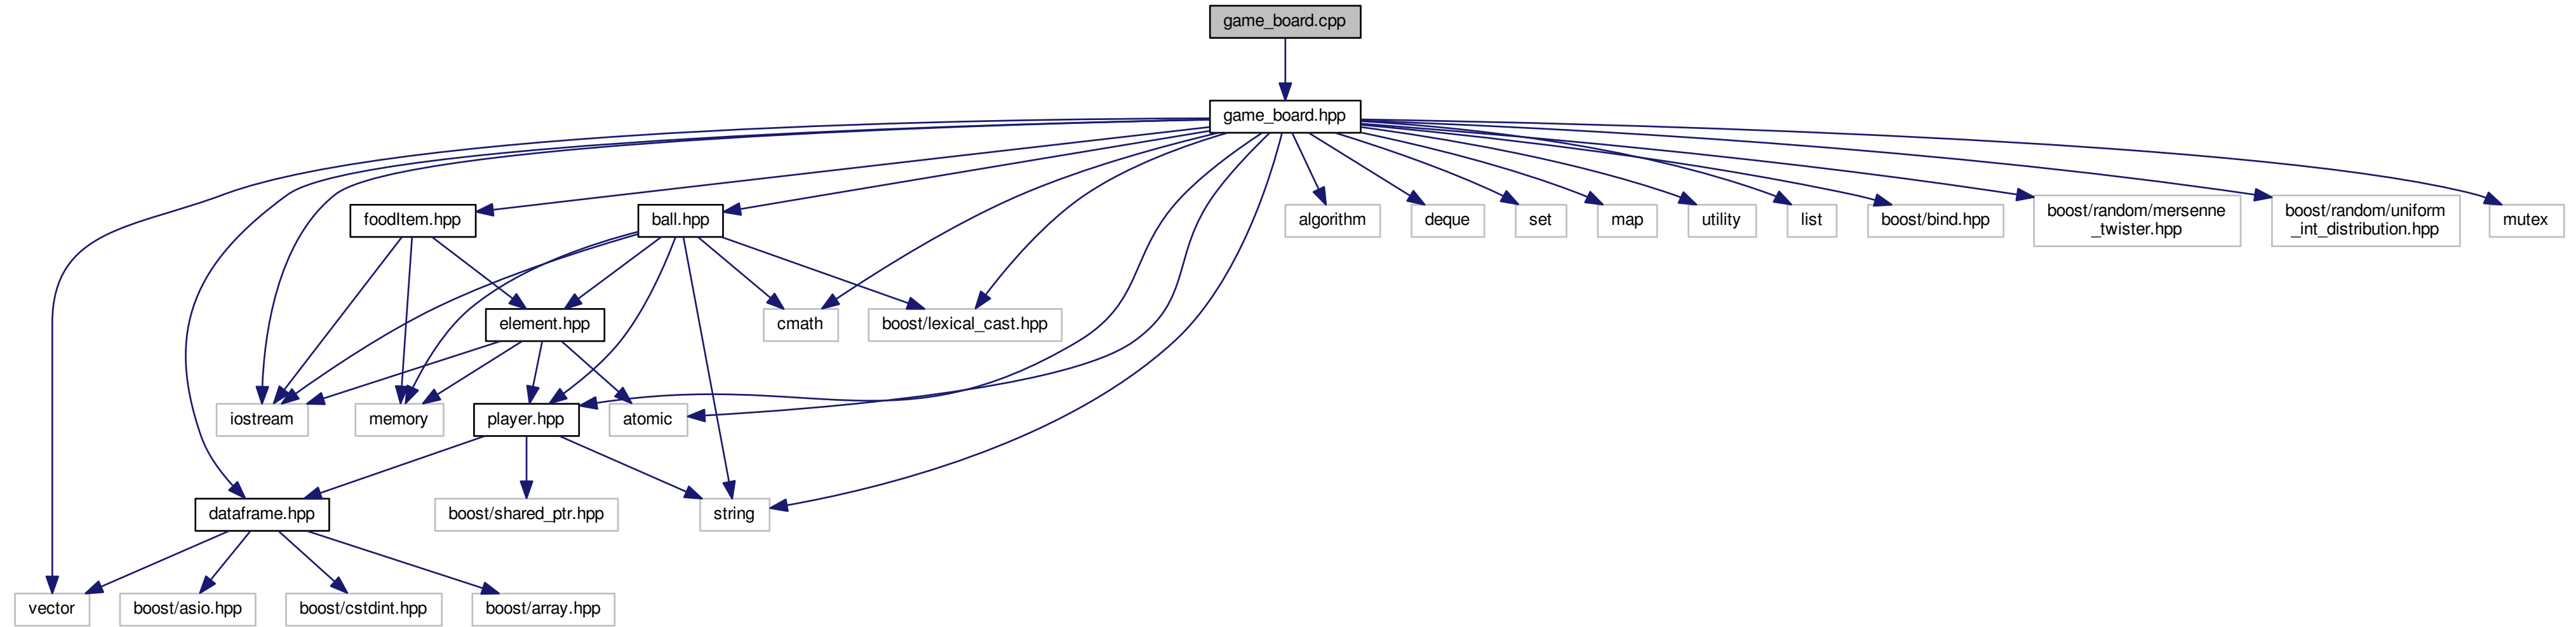 game_board.cpp
game_board.hpp
foodItem.hpp
ball.hpp
algorithm
deque
set
map
utility
list
boost/bind.hpp
boost/random/mersenne
_twister.hpp
boost/random/uniform
_int_distribution.hpp
mutex
element.hpp
cmath
boost/lexical_cast.hpp
iostream
memory
player.hpp
atomic
dataframe.hpp
boost/shared_ptr.hpp
string
vector
boost/asio.hpp
boost/cstdint.hpp
boost/array.hpp